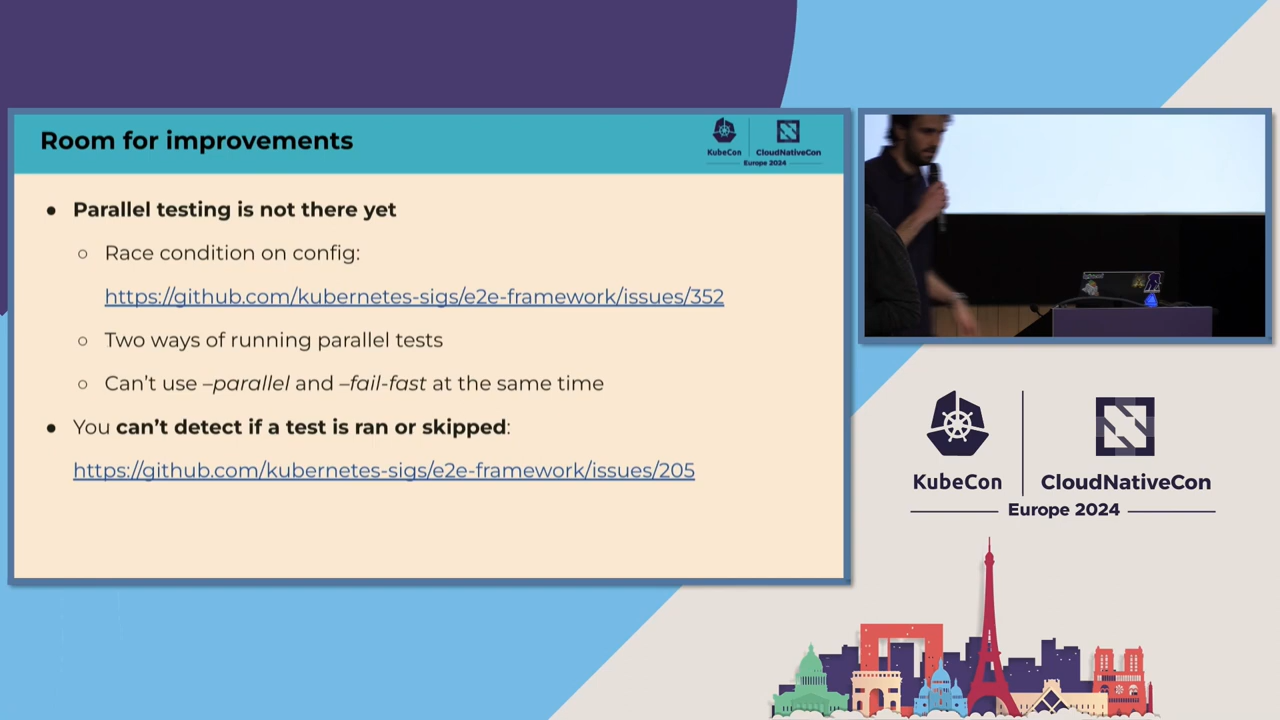 Room for improvements
KubeCon
CloudNativeCon
Europe 2024
● Parallel testing is not there yet
○ Race condition on config:
https://github.com/kubernetes-sigs/e2e-framework/issues/352
○ Two ways of running parallel tests
○ Can't use –parallel and –fail-fast at the same time
● You can't detect if a test is ran or skipped:
https://github.com/kubernetes-sigs/e2e-framework/issues/205
KubeCon
CloudNativeCon
Europe 2024